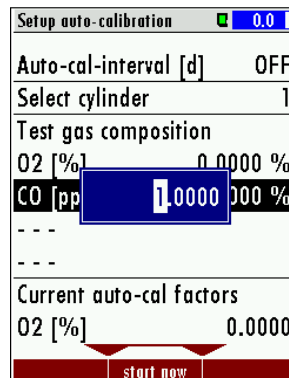 Setup auto-calibration 0.0
Auto-cal-interval [d] OFF
Select cylinder 1
Test gas composition
O2 [%] 0.0000 %
CO [pp 1.0000 000 %
- - -
- - -
Current auto-cal factors
O2 [%] 0.0000
start now